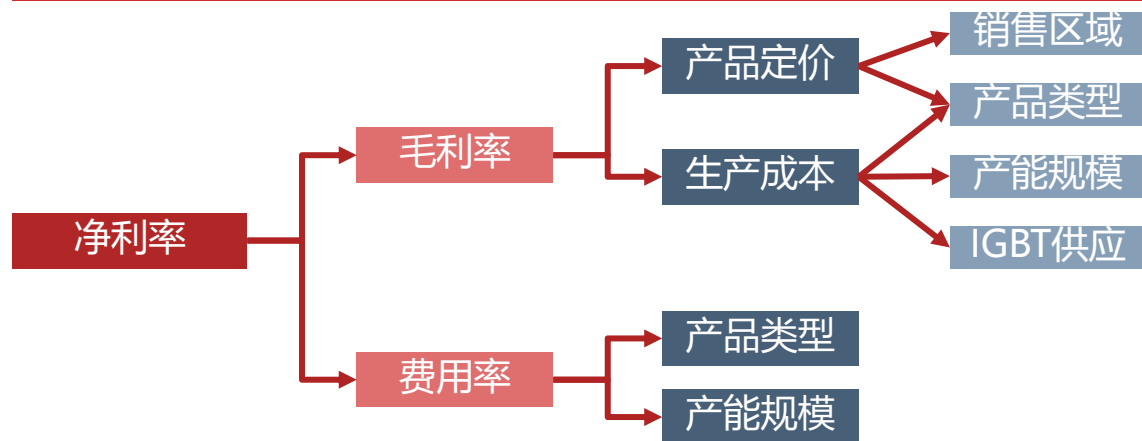 销售区域
产品定价
产品类型
毛利率
生产成本
产能规模
净利率
IGBT供应
产品类型
费用率
产能规模